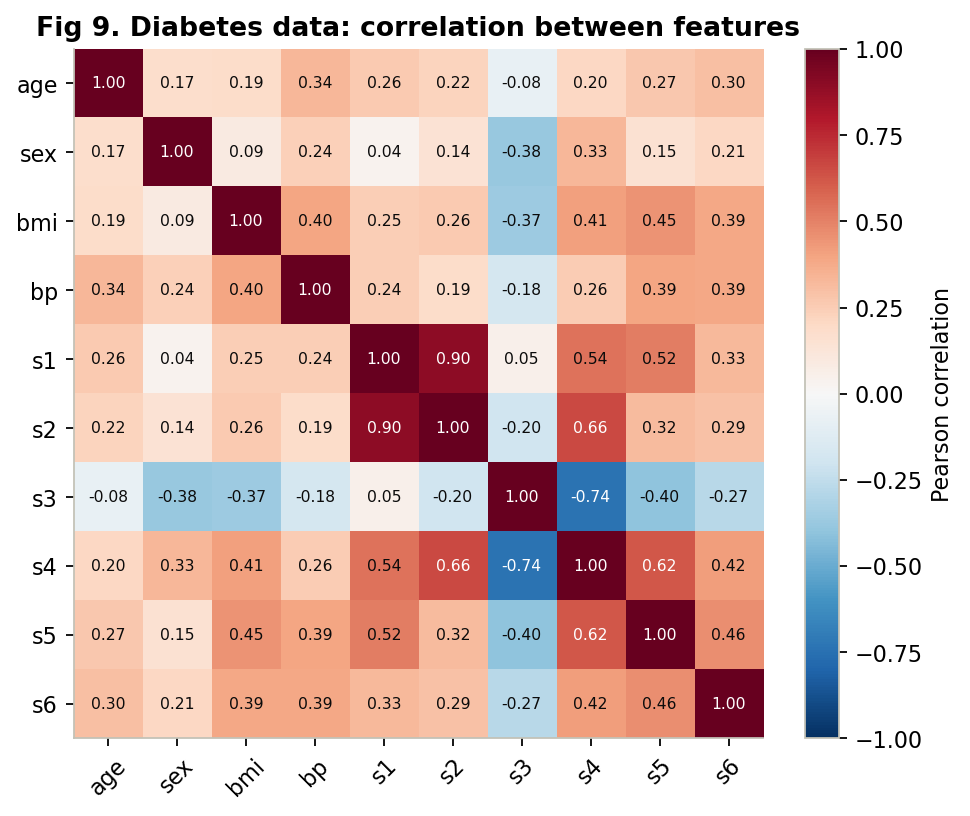 Fig 9. Diabetes data: correlation between features
age 1.00 0.17 0.19 0.34 0.26 0.22 -0.08 0.20 0.27 0.30
sex 0.17 1.00 0.09 0.24 0.04 0.14 -0.38 0.33 0.15 0.21
bmi 0.19 0.09 1.00 0.40 0.25 0.26 -0.37 0.41 0.45 0.39
bp 0.34 0.24 0.40 1.00 0.24 0.19 -0.18 0.26 0.39 0.39
s1 0.26 0.04 0.25 0.24 1.00 0.90 0.05 0.54 0.52 0.33
s2 0.22 0.14 0.26 0.19 0.90 1.00 -0.20 0.66 0.32 0.29
s3 -0.08 -0.38 -0.37 -0.18 0.05 -0.20 1.00 -0.74 -0.40 -0.27
s4 0.20 0.33 0.41 0.26 0.54 0.66 -0.74 1.00 0.62 0.42
s5 0.27 0.15 0.45 0.39 0.52 0.32 -0.40 0.62 1.00 0.46
s6 0.30 0.21 0.39 0.39 0.33 0.29 -0.27 0.42 0.46 1.00
age sex bmi bp s1 s2 s3 s4 s5 s6
1.00
0.75
0.50
0.25
0.00
−0.25
−0.50
−0.75
−1.00
Pearson correlation